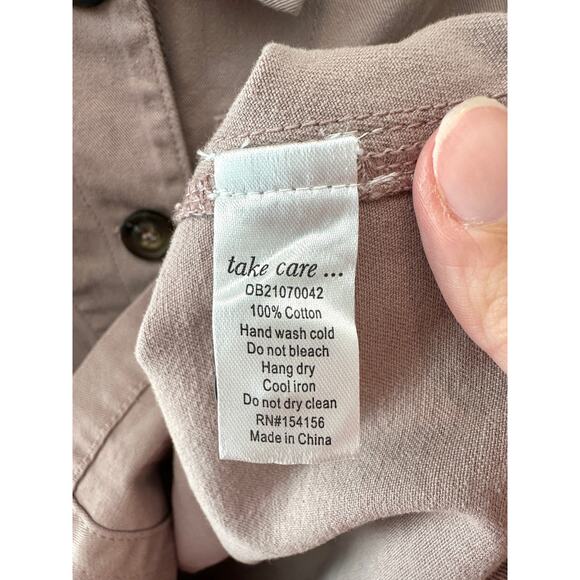 take care ...
OB21070042
100% Cotton
Hand wash cold
Do not bleach
Hang dry
Cool iron
Do not dry clean
RN#154156
Made in China